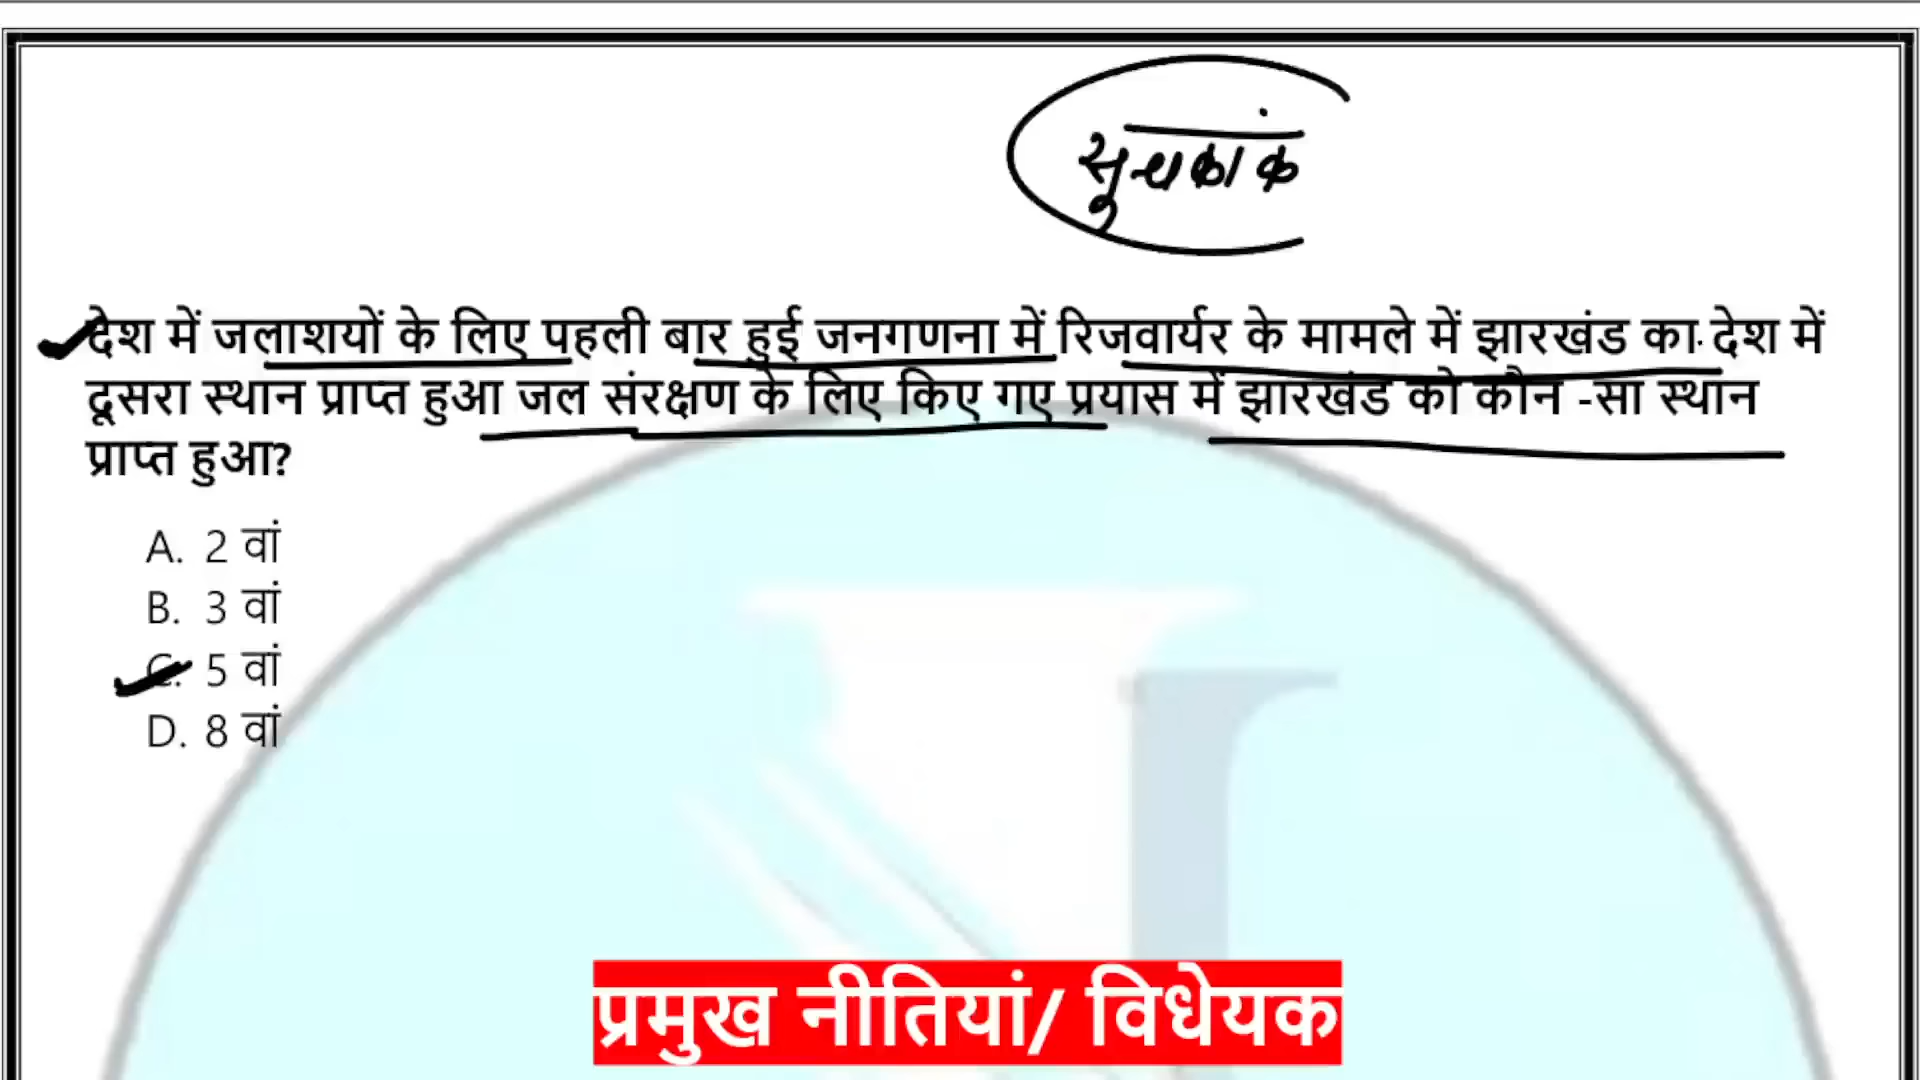 सूचकांक
देश में जलाशयों के लिए पहली बार हुई जनगणना में रिजवार्यर के मामले में झारखंड का देश में
दूसरा स्थान प्राप्त हुआ जल संरक्षण के लिए किए गए प्रयास में झारखंड को कौन -सा स्थान
प्राप्त हुआ?
A. 2 वां
B. 3 वां
C. 5 वां
D. 8 वां
प्रमुख नीतियां/ विधेयक